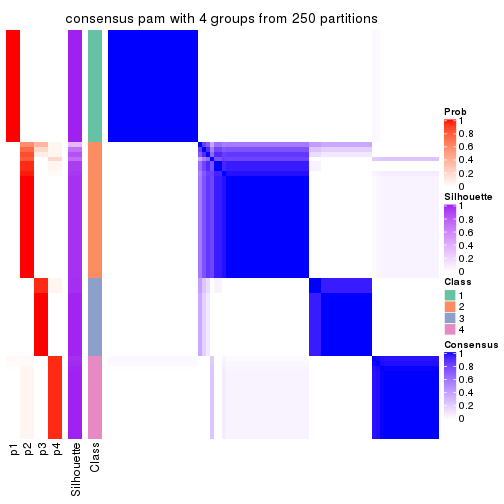 consensus pam with 4 groups from 250 partitions
Prob
1
0.8
0.6
0.4
0.2
0
Silhouette
1
0.8
0.6
0.4
0.2
0
Class
1
2
3
4
Consensus
1
0.8
0.6
0.4
0.2
0
p1
p2
p3
p4
Silhouette
Class